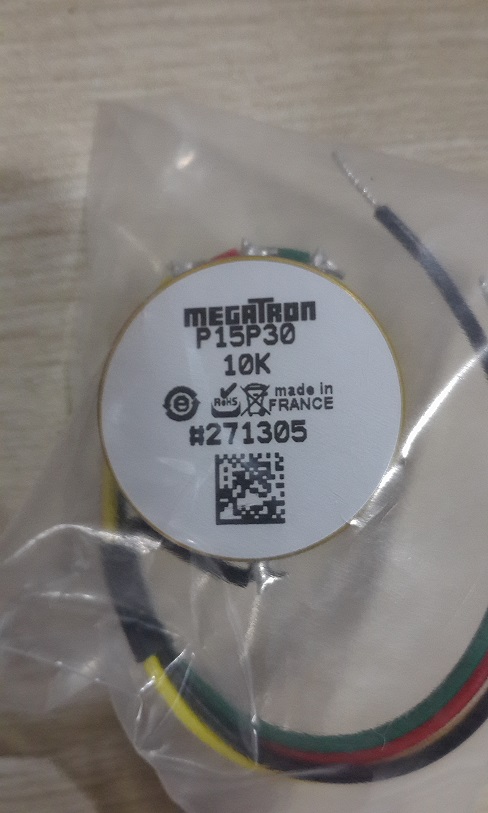 MEGATRON
P15P30
10K
e RoHS made in
FRANCE
#271305